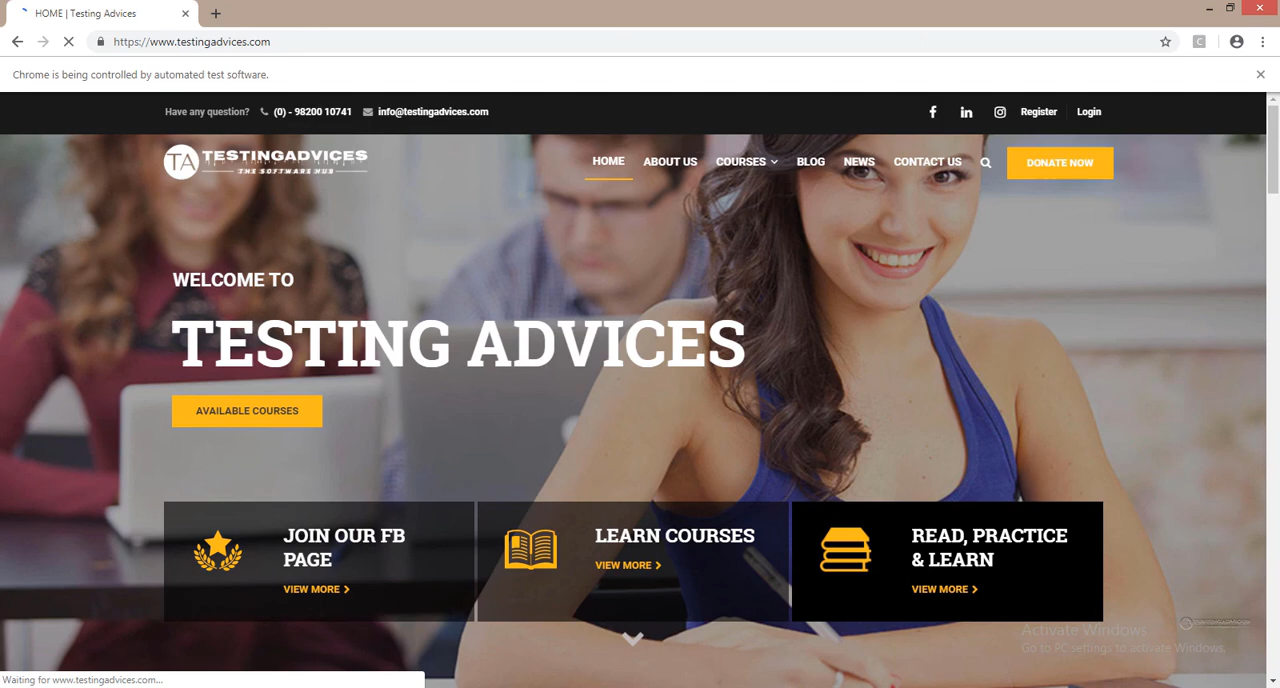 HOME | Testing Advices
https://www.testingadvices.com
Chrome is being controlled by automated test software.
Have any question? (0) - 98200 10741 info@testingadvices.com
Register Login
TA TESTINGADVICES
THE SOFTWARE HUB
HOME ABOUT US COURSES BLOG NEWS CONTACT US DONATE NOW
WELCOME TO
TESTING ADVICES
AVAILABLE COURSES
JOIN OUR FB
PAGE
VIEW MORE
LEARN COURSES
VIEW MORE
READ, PRACTICE
& LEARN
VIEW MORE
TESTINGADVICES
Activate Windows
Go to PC settings to activate Windows.
Waiting for www.testingadvices.com...